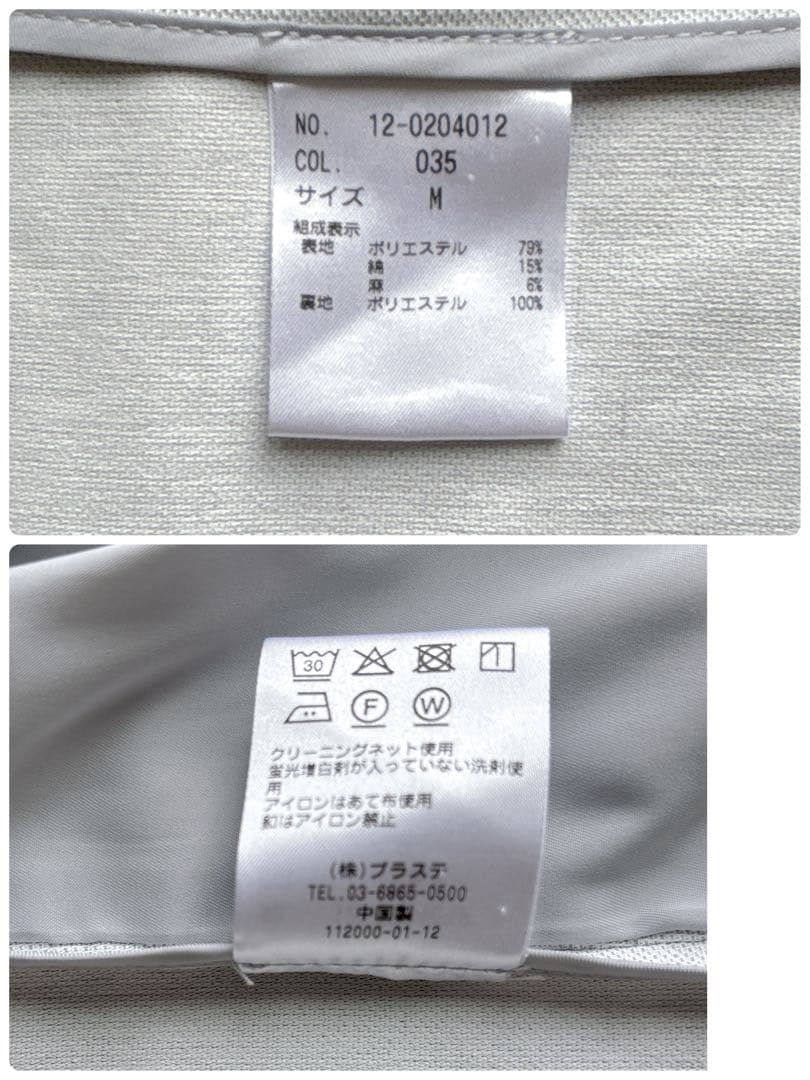 NO. 12-0204012
COL. 035
サイズ M
組成表示
表地 ポリエステル 79%
綿 15%
麻 6%
裏地 ポリエステル 100%
30
F W
クリーニングネット使用
蛍光増白剤が入っていない洗剤使
用
アイロンはあて布使用
釦はアイロン禁止
(株)プラステ
TEL.03-6865-0500
中国製
112000-01-12